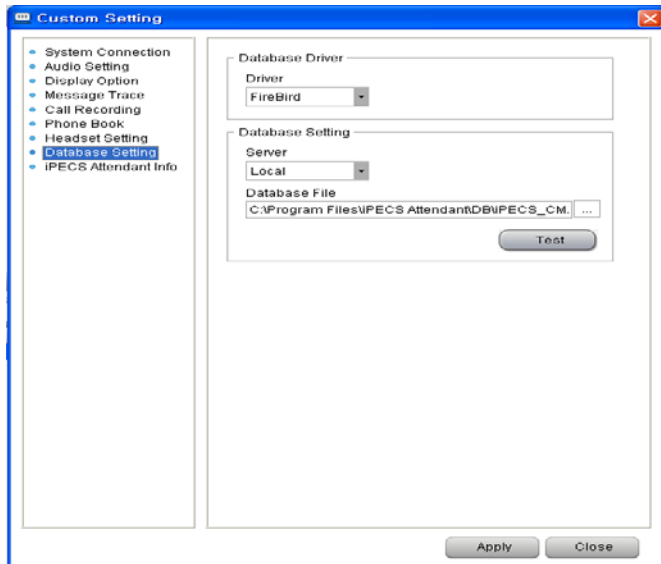 Custom Setting
System Connection
Audio Setting
Display Option
Message Trace
Call Recording
Phone Book
Headset Setting
Database Setting
iPECS Attendant Info
Database Driver
Driver
FireBird
Database Setting
Server
Local
Database File
C:\Program Files\iPECS Attendant\DB\iPECS_CM. ...
Test
Apply Close